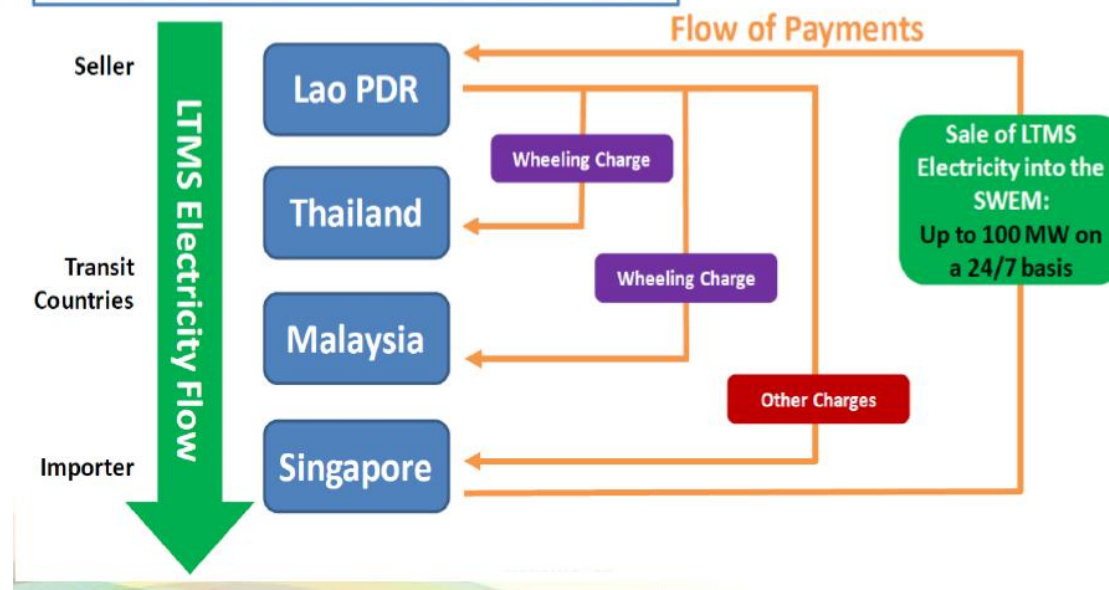 Flow of Payments
Seller
Lao PDR
Wheeling Charge
Thailand
Transit
Countries
Wheeling Charge
Malaysia
Other Charges
Importer
Singapore
LTMS Electricity Flow
Sale of LTMS
Electricity into the
SWEM:
Up to 100 MW on
a 24/7 basis